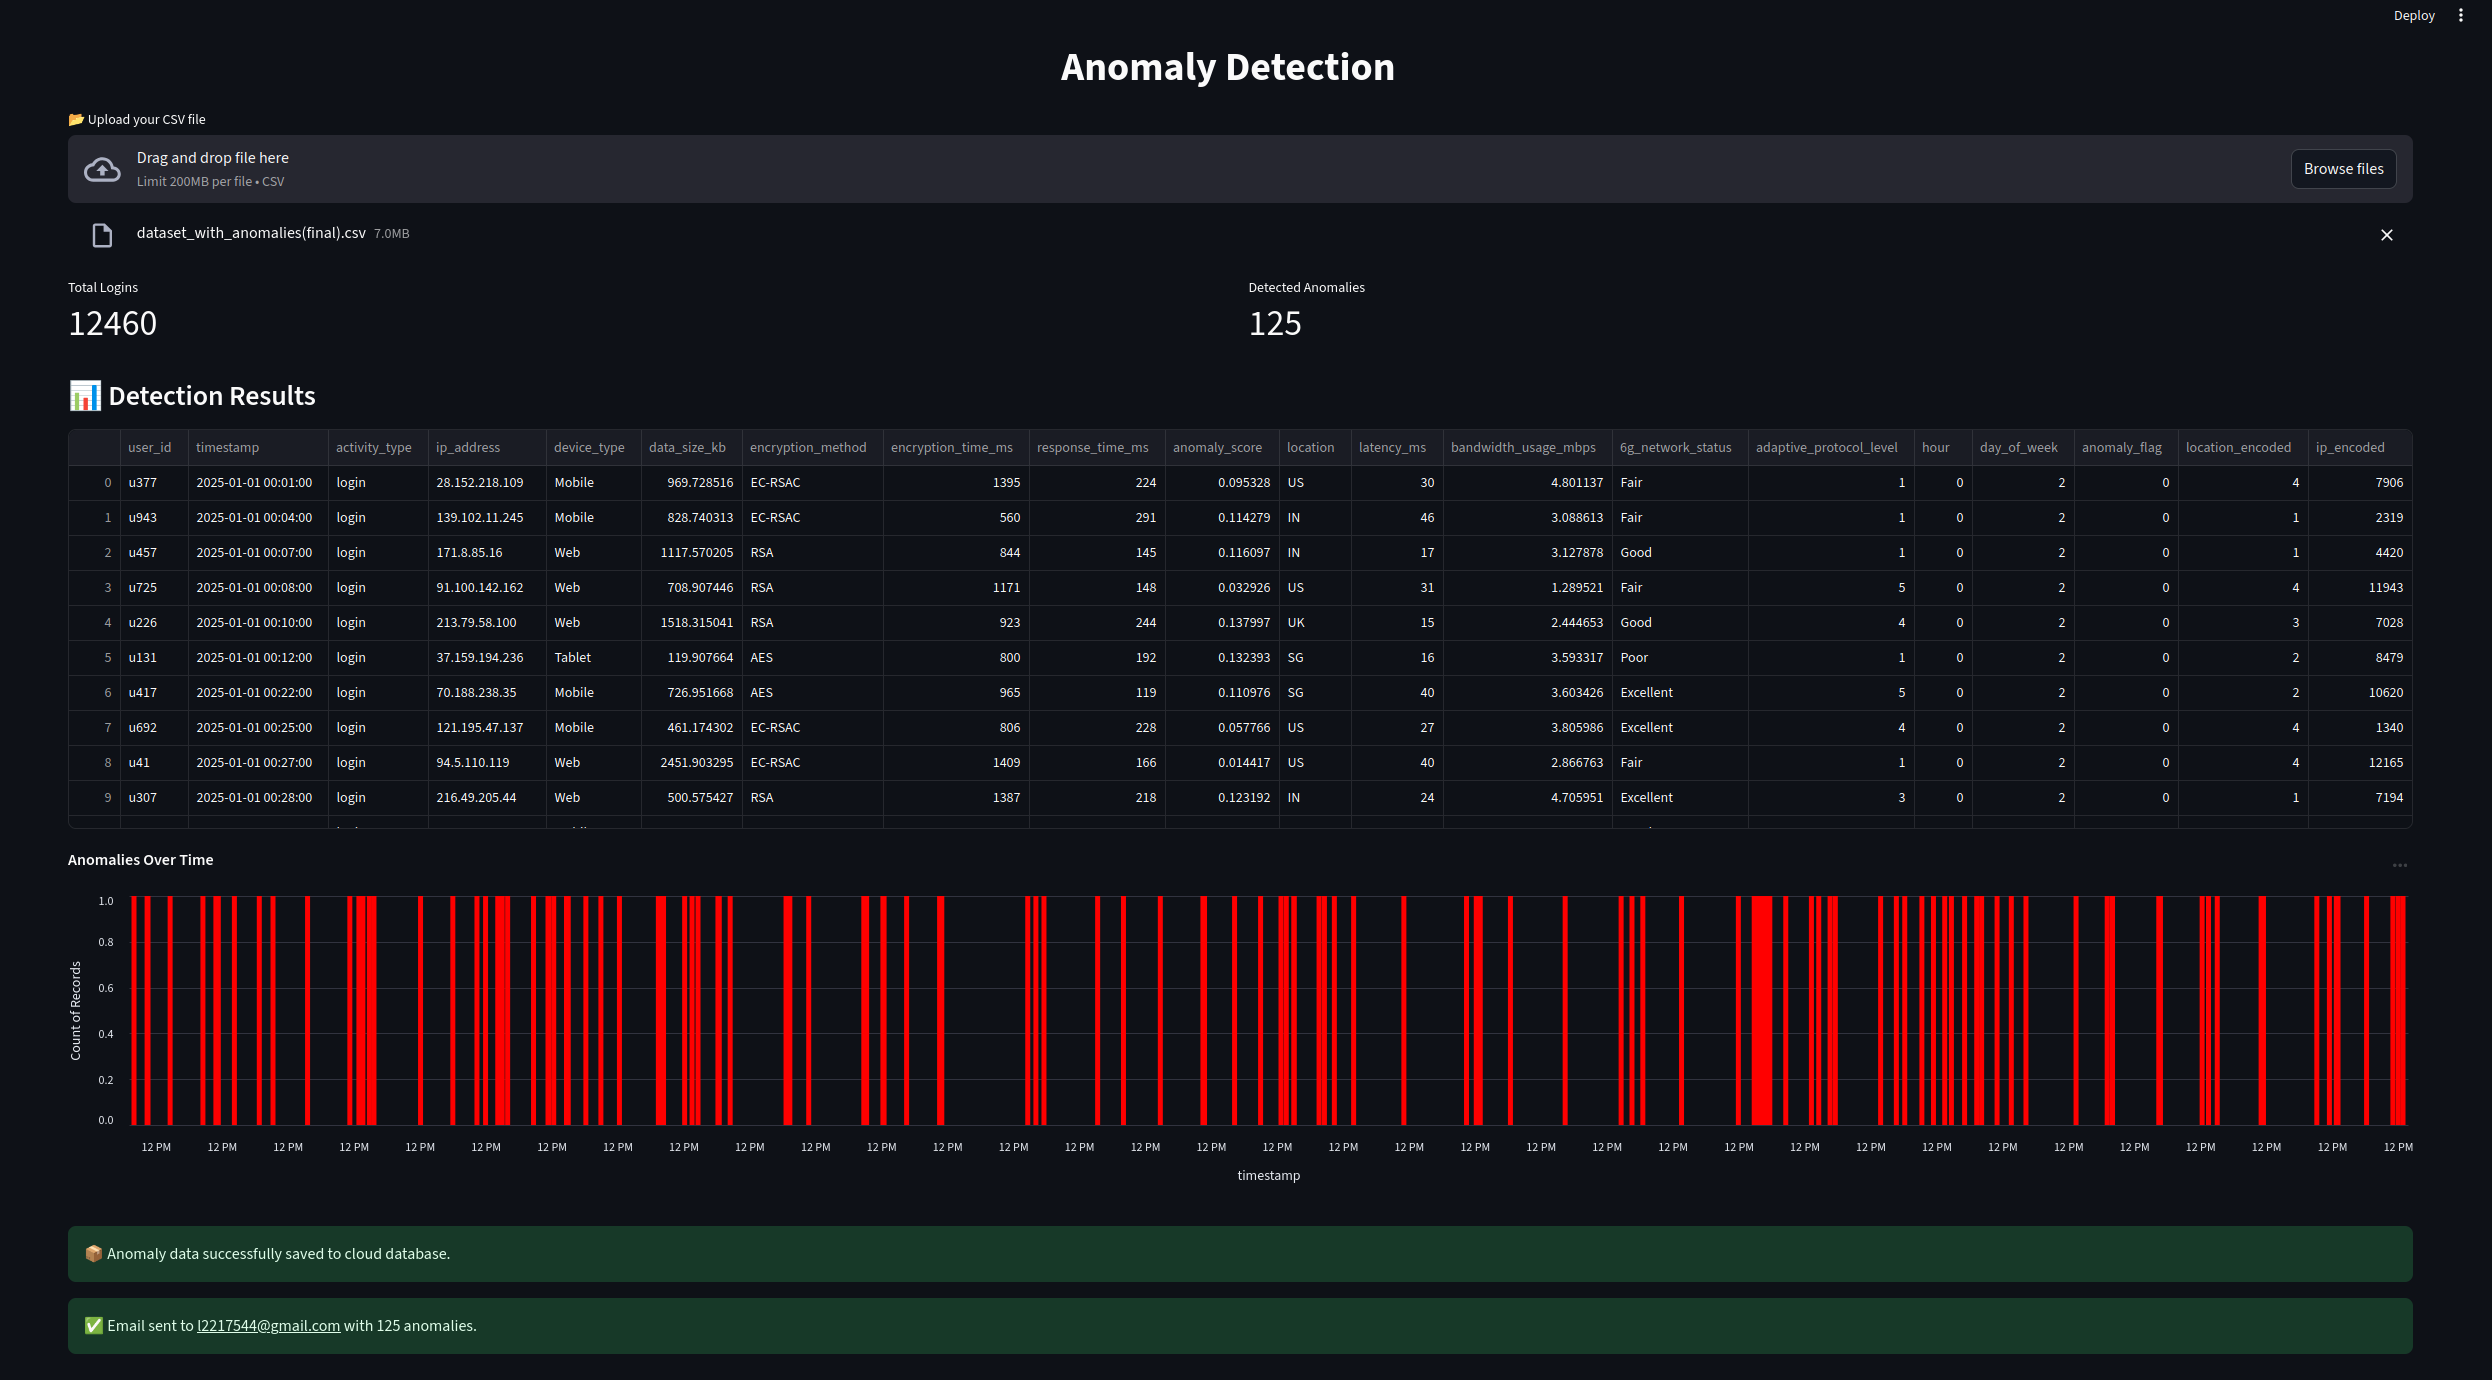 Deploy
Anomaly Detection
📂 Upload your CSV file
Drag and drop file here
Limit 200MB per file • CSV
Browse files
dataset_with_anomalies(final).csv 7.0MB
Total Logins
12460
Detected Anomalies
125
📊 Detection Results
user_id timestamp activity_type ip_address device_type data_size_kb encryption_method encryption_time_ms response_time_ms anomaly_score location latency_ms bandwidth_usage_mbps 6g_network_status adaptive_protocol_level hour day_of_week anomaly_flag location_encoded ip_encoded
0 u377 2025-01-01 00:01:00 login 28.152.218.109 Mobile 969.728516 EC-RSAC 1395 224 0.095328 US 30 4.801137 Fair 1 0 2 0 4 7906
1 u943 2025-01-01 00:04:00 login 139.102.11.245 Mobile 828.740313 EC-RSAC 560 291 0.114279 IN 46 3.088613 Fair 1 0 2 0 1 2319
2 u457 2025-01-01 00:07:00 login 171.8.85.16 Web 1117.570205 RSA 844 145 0.116097 IN 17 3.127878 Good 1 0 2 0 1 4420
3 u725 2025-01-01 00:08:00 login 91.100.142.162 Web 708.907446 RSA 1171 148 0.032926 US 31 1.289521 Fair 5 0 2 0 4 11943
4 u226 2025-01-01 00:10:00 login 213.79.58.100 Web 1518.315041 RSA 923 244 0.137997 UK 15 2.444653 Good 4 0 2 0 3 7028
5 u131 2025-01-01 00:12:00 login 37.159.194.236 Tablet 119.907664 AES 800 192 0.132393 SG 16 3.593317 Poor 1 0 2 0 2 8479
6 u417 2025-01-01 00:22:00 login 70.188.238.35 Mobile 726.951668 AES 965 119 0.110976 SG 40 3.603426 Excellent 5 0 2 0 2 10620
7 u692 2025-01-01 00:25:00 login 121.195.47.137 Mobile 461.174302 EC-RSAC 806 228 0.057766 US 27 3.805986 Excellent 4 0 2 0 4 1340
8 u41 2025-01-01 00:27:00 login 94.5.110.119 Web 2451.903295 EC-RSAC 1409 166 0.014417 US 40 2.866763 Fair 1 0 2 0 4 12165
9 u307 2025-01-01 00:28:00 login 216.49.205.44 Web 500.575427 RSA 1387 218 0.123192 IN 24 4.705951 Excellent 3 0 2 0 1 7194
Anomalies Over Time
1.0
0.8
0.6
0.4
0.2
0.0
Count of Records
12 PM 12 PM 12 PM 12 PM 12 PM 12 PM 12 PM 12 PM 12 PM 12 PM 12 PM 12 PM 12 PM 12 PM 12 PM 12 PM 12 PM 12 PM 12 PM 12 PM 12 PM 12 PM 12 PM 12 PM 12 PM 12 PM 12 PM 12 PM 12 PM 12 PM 12 PM 12 PM 12 PM 12 PM 12 PM
timestamp
📦 Anomaly data successfully saved to cloud database.
✅ Email sent to l2217544@gmail.com with 125 anomalies.